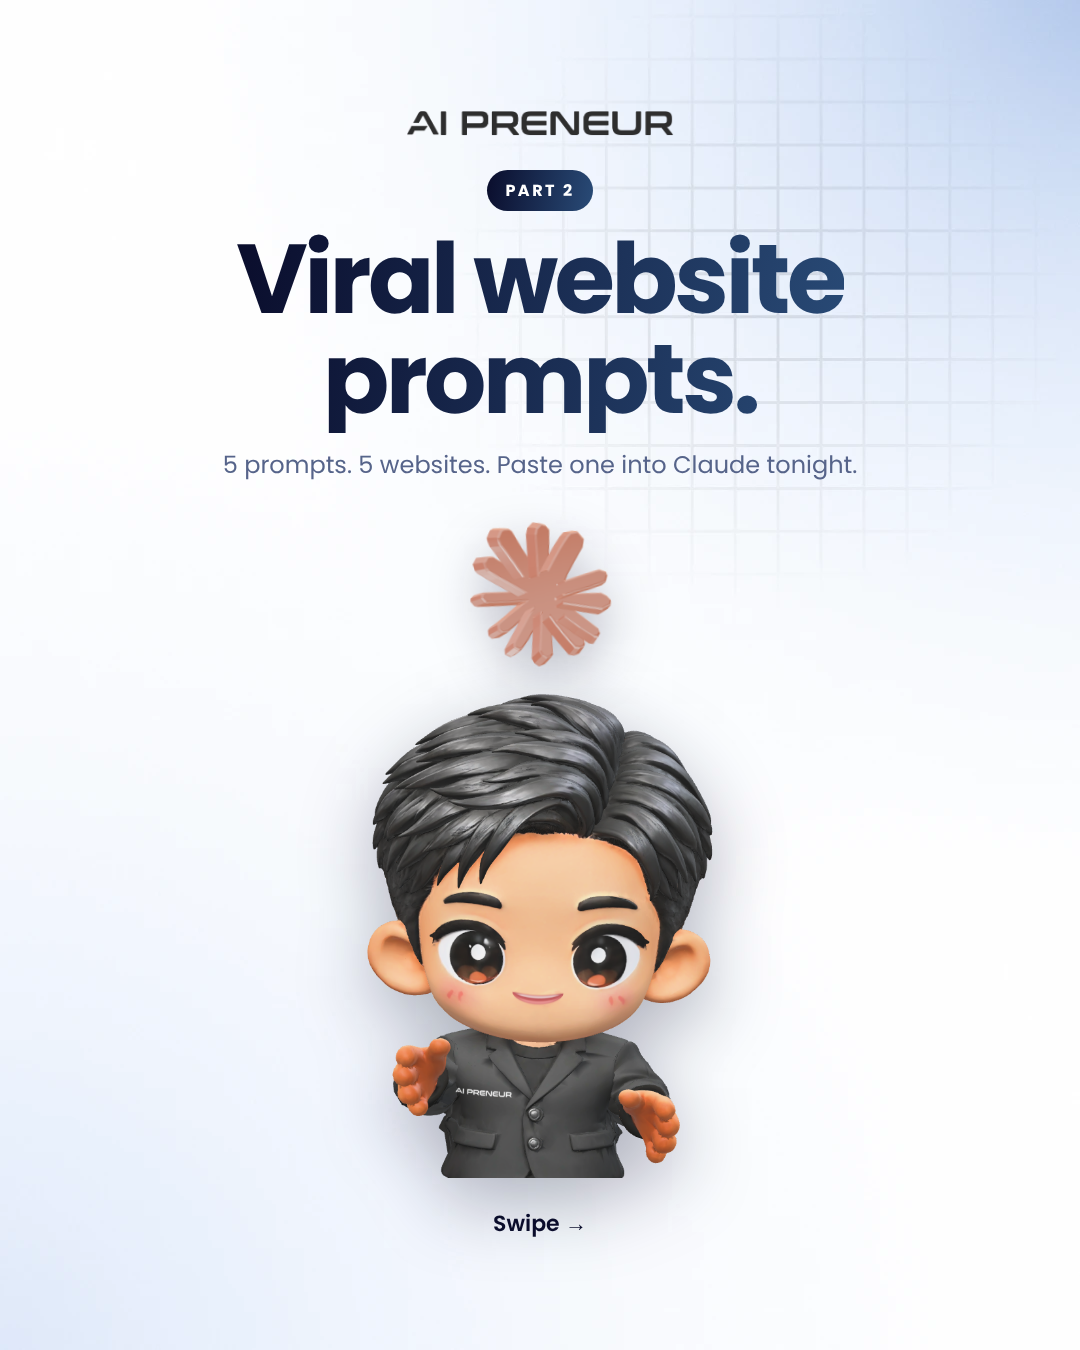 AI PRENEUR
PART 2
Viral website
prompts.
5 prompts. 5 websites. Paste one into Claude tonight.
AI PRENEUR
Swipe →